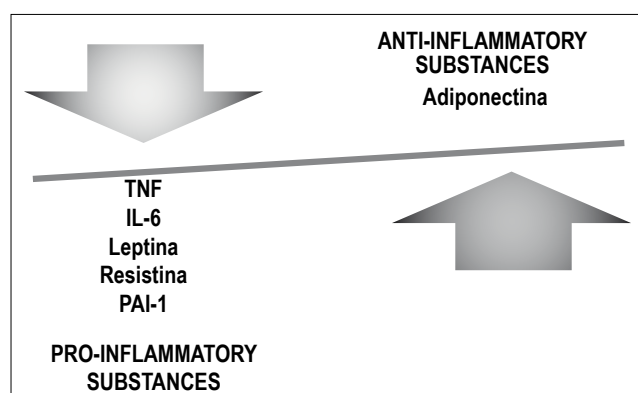 ANTI-INFLAMMATORY
SUBSTANCES
Adiponectina
TNF
IL-6
Leptina
Resistina
PAI-1
PRO-INFLAMMATORY
SUBSTANCES